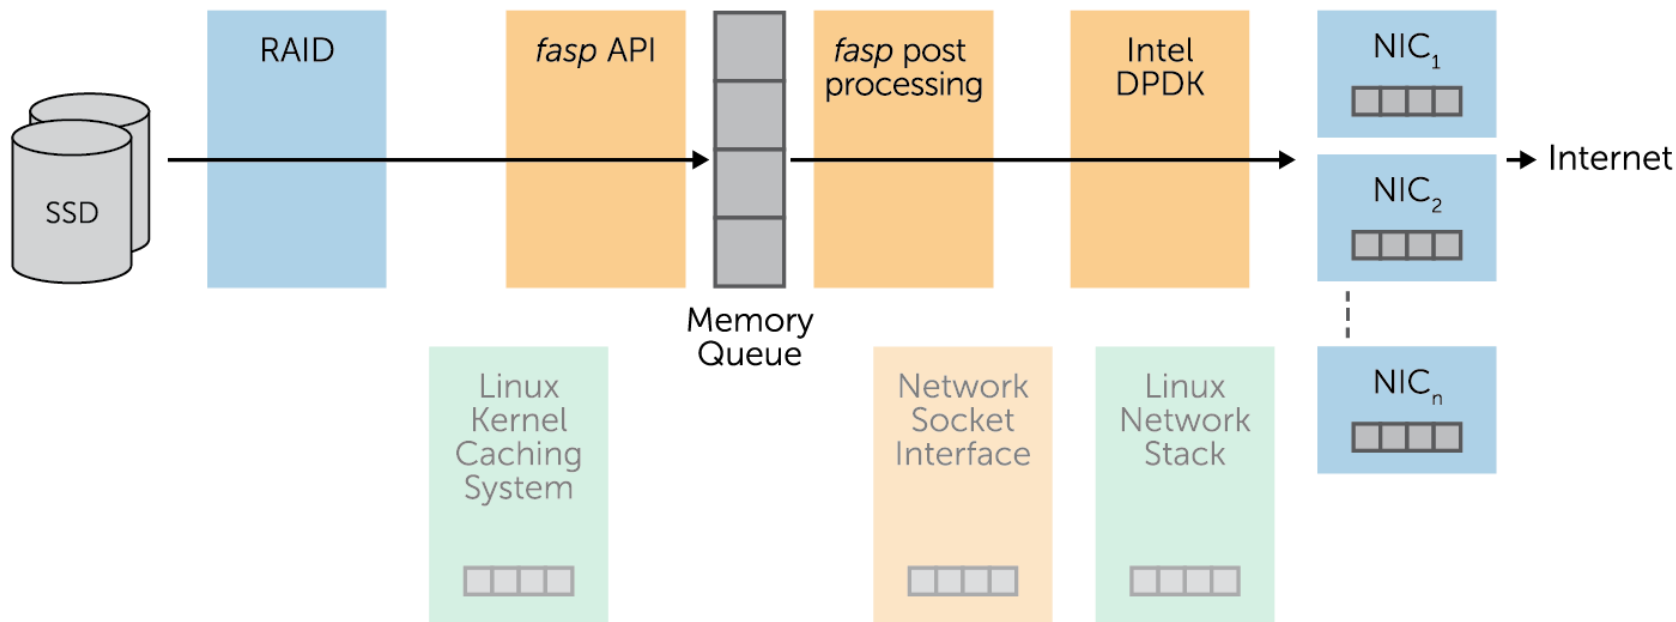 RAID
fasp API
fasp post
processing
Intel
DPDK
NIC1
NIC2
Internet
SSD
Memory
Queue
Linux
Kernel
Caching
System
Network
Socket
Interface
Linux
Network
Stack
NICn